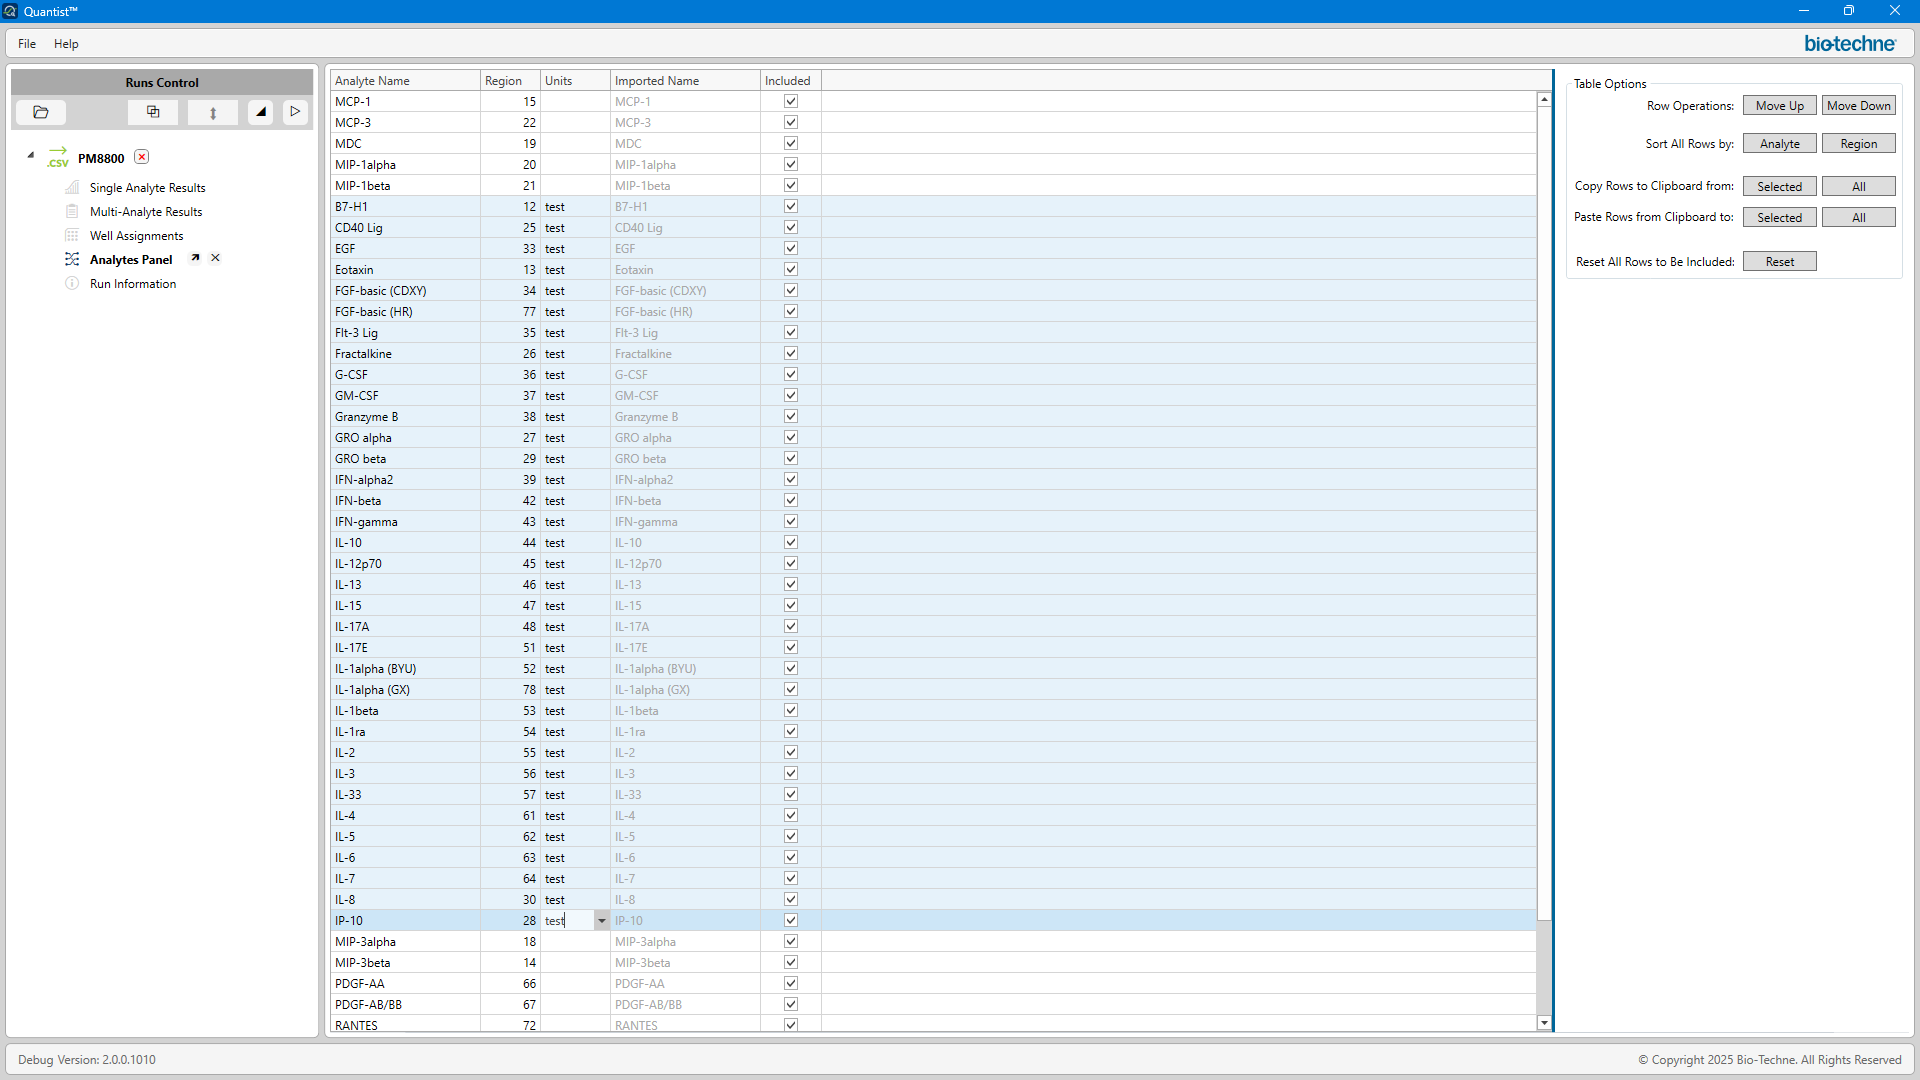 Quantist™
File Help
bio-techne
Runs Control
PM8800
.CSV
Single Analyte Results
Multi-Analyte Results
Well Assignments
Analytes Panel
Run Information
Analyte Name Region Units Imported Name Included
MCP-1 15 MCP-1
MCP-3 22 MCP-3
MDC 19 MDC
MIP-1alpha 20 MIP-1alpha
MIP-1beta 21 MIP-1beta
B7-H1 12 test B7-H1
CD40 Lig 25 test CD40 Lig
EGF 33 test EGF
Eotaxin 13 test Eotaxin
FGF-basic (CDXY) 34 test FGF-basic (CDXY)
FGF-basic (HR) 77 test FGF-basic (HR)
Flt-3 Lig 35 test Flt-3 Lig
Fractalkine 26 test Fractalkine
G-CSF 36 test G-CSF
GM-CSF 37 test GM-CSF
Granzyme B 38 test Granzyme B
GRO alpha 27 test GRO alpha
GRO beta 29 test GRO beta
IFN-alpha2 39 test IFN-alpha2
IFN-beta 42 test IFN-beta
IFN-gamma 43 test IFN-gamma
IL-10 44 test IL-10
IL-12p70 45 test IL-12p70
IL-13 46 test IL-13
IL-15 47 test IL-15
IL-17A 48 test IL-17A
IL-17E 51 test IL-17E
IL-1alpha (BYU) 52 test IL-1alpha (BYU)
IL-1alpha (GX) 78 test IL-1alpha (GX)
IL-1beta 53 test IL-1beta
IL-1ra 54 test IL-1ra
IL-2 55 test IL-2
IL-3 56 test IL-3
IL-33 57 test IL-33
IL-4 61 test IL-4
IL-5 62 test IL-5
IL-6 63 test IL-6
IL-7 64 test IL-7
IL-8 30 test IL-8
IP-10 28 test IP-10
MIP-3alpha 18 MIP-3alpha
MIP-3beta 14 MIP-3beta
PDGF-AA 66 PDGF-AA
PDGF-AB/BB 67 PDGF-AB/BB
RANTES 72 RANTES
Table Options
Row Operations: Move Up Move Down
Sort All Rows by: Analyte Region
Copy Rows to Clipboard from: Selected All
Paste Rows from Clipboard to: Selected All
Reset All Rows to Be Included: Reset
Debug Version: 2.0.0.1010
© Copyright 2025 Bio-Techne. All Rights Reserved